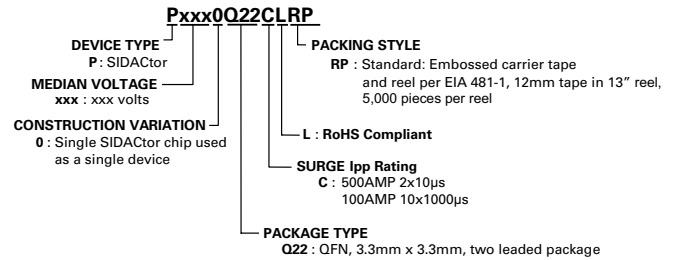 Pxxx0Q22CLRP
DEVICE TYPE
P: SIDACtor
MEDIAN VOLTAGE
xxx : xxx volts
CONSTRUCTION VARIATION
0 : Single SIDACtor chip used
as a single device
PACKING STYLE
RP : Standard: Embossed carrier tape
and reel per EIA 481-1, 12mm tape in 13″ reel,
5,000 pieces per reel
L : RoHS Compliant
SURGE Ipp Rating
C : 500AMP 2x10µs
100AMP 10x1000µs
PACKAGE TYPE
Q22 : QFN, 3.3mm x 3.3mm, two leaded package